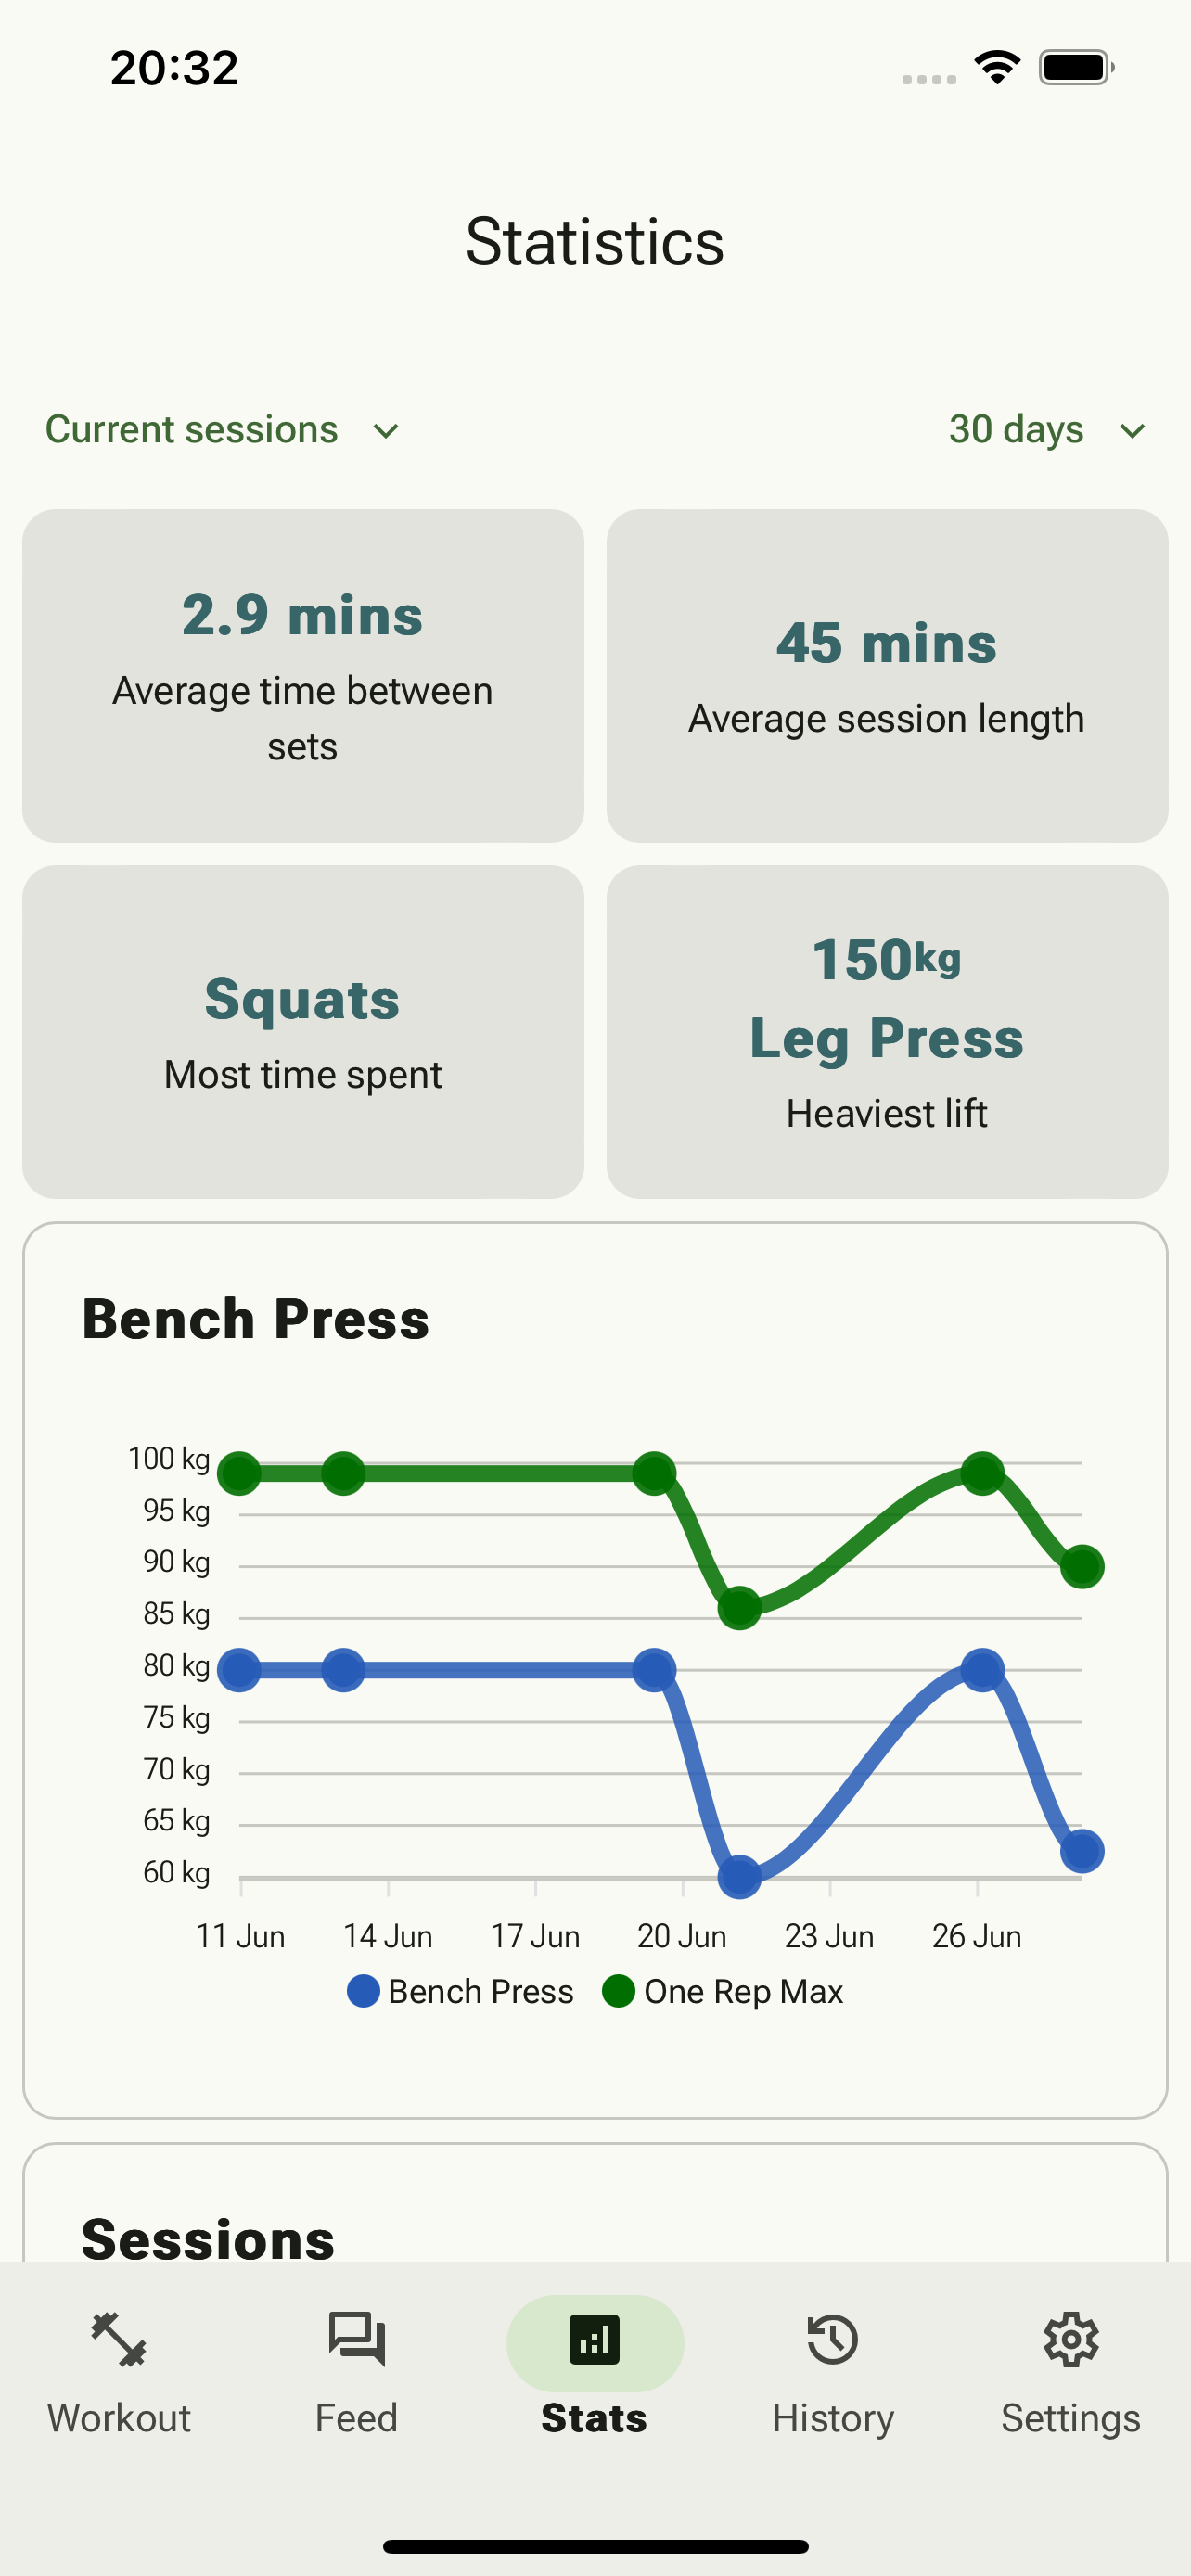 20:32
Statistics
Current sessions
30 days
2.9 mins
Average time between
sets
45 mins
Average session length
Squats
Most time spent
150kg
Leg Press
Heaviest lift
Bench Press
100 kg
95 kg
90 kg
85 kg
80 kg
75 kg
70 kg
65 kg
60 kg
11 Jun 14 Jun 17 Jun 20 Jun 23 Jun 26 Jun
Bench Press One Rep Max
Sessions
Workout Feed Stats History Settings